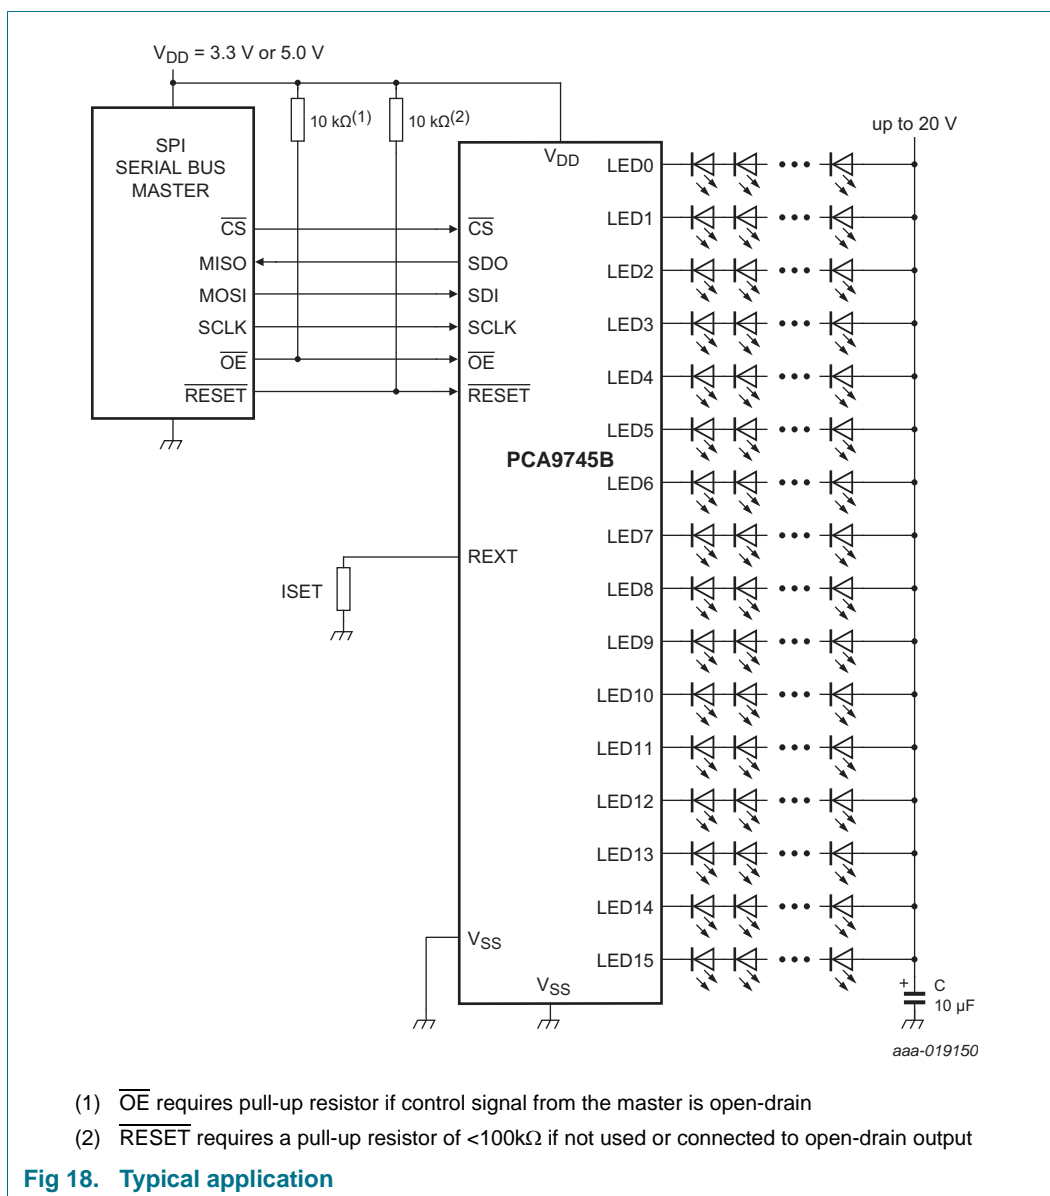 VDD = 3.3 V or 5.0 V
10 kΩ(1)
10 kΩ(2)
up to 20 V
SPI
SERIAL BUS
MASTER
CS
MISO
MOSI
SCLK
OE
RESET
VDD
CS
SDO
SDI
SCLK
OE
RESET
PCA9745B
REXT
ISET
VSS
VSS
LED0
LED1
LED2
LED3
LED4
LED5
LED6
LED7
LED8
LED9
LED10
LED11
LED12
LED13
LED14
LED15
+
C
10 μF
aaa-019150
(1) OE requires pull-up resistor if control signal from the master is open-drain
(2) RESET requires a pull-up resistor of <100kΩ if not used or connected to open-drain output
Fig 18. Typical application